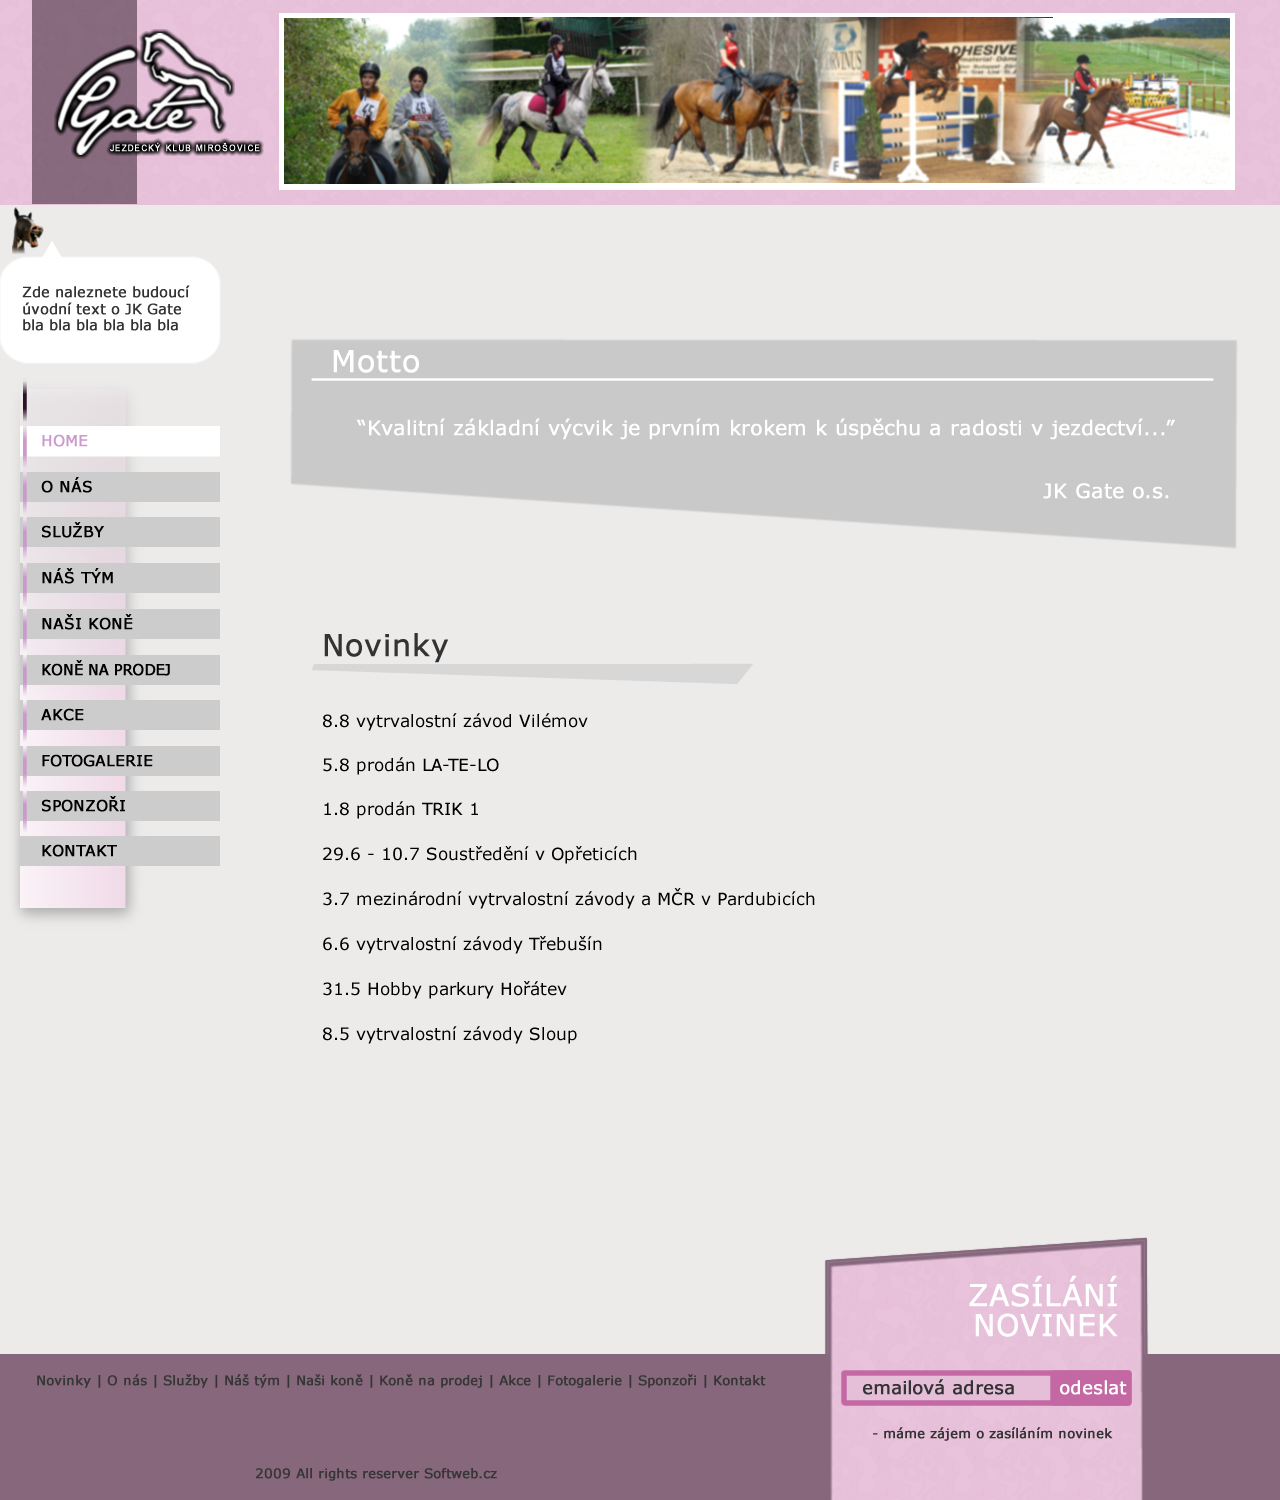 Gate
JEZDECKÝ KLUB MIROŠOVICE
45
46
ADHESIVE
Zde naleznete budoucí
úvodní text o JK Gate
bla bla bla bla bla bla
Motto
“Kvalitní základní výcvik je prvním krokem k úspěchu a radosti v jezdectví...”
JK Gate o.s.
HOME
O NÁS
SLUŽBY
NÁŠ TÝM
NAŠI KONĚ
KONĚ NA PRODEJ
AKCE
FOTOGALERIE
SPONZOŘI
KONTAKT
Novinky
8.8 vytrvalostní závod Vilémov
5.8 prodán LA-TE-LO
1.8 prodán TRIK 1
29.6 - 10.7 Soustředění v Opřeticích
3.7 mezinárodní vytrvalostní závody a MČR v Pardubicích
6.6 vytrvalostní závody Třebušín
31.5 Hobby parkury Hořátev
8.5 vytrvalostní závody Sloup
ZASÍLÁNÍ
NOVINEK
emailová adresa odeslat
- máme zájem o zasíláním novinek
Novinky | O nás | Služby | Náš tým | Naši koně | Koně na prodej | Akce | Fotogalerie | Sponzoři | Kontakt
2009 All rights reserver Softweb.cz